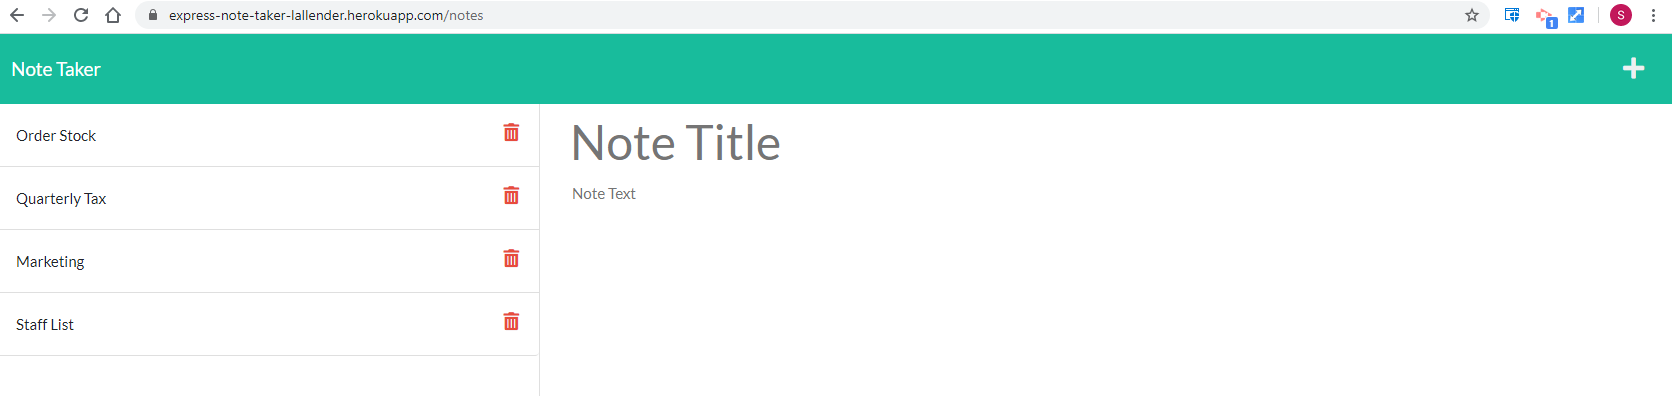 express-note-taker-lallender.herokuapp.com/notes
1
S
Note Taker
Order Stock
Quarterly Tax
Marketing
Staff List
Note Title
Note Text